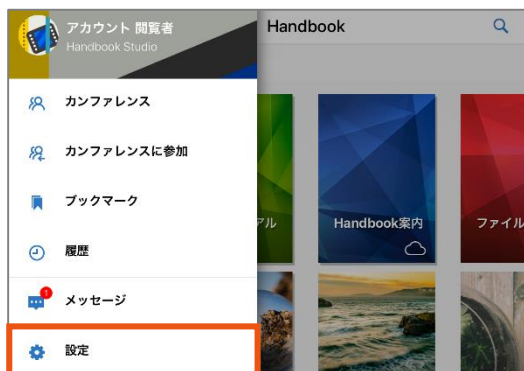 アカウント 閲覧者
Handbook Studio
Handbook
カンファレンス
カンファレンスに参加
ブックマーク
履歴
1
メッセージ
設定
アル
Handbook案内
ファイル